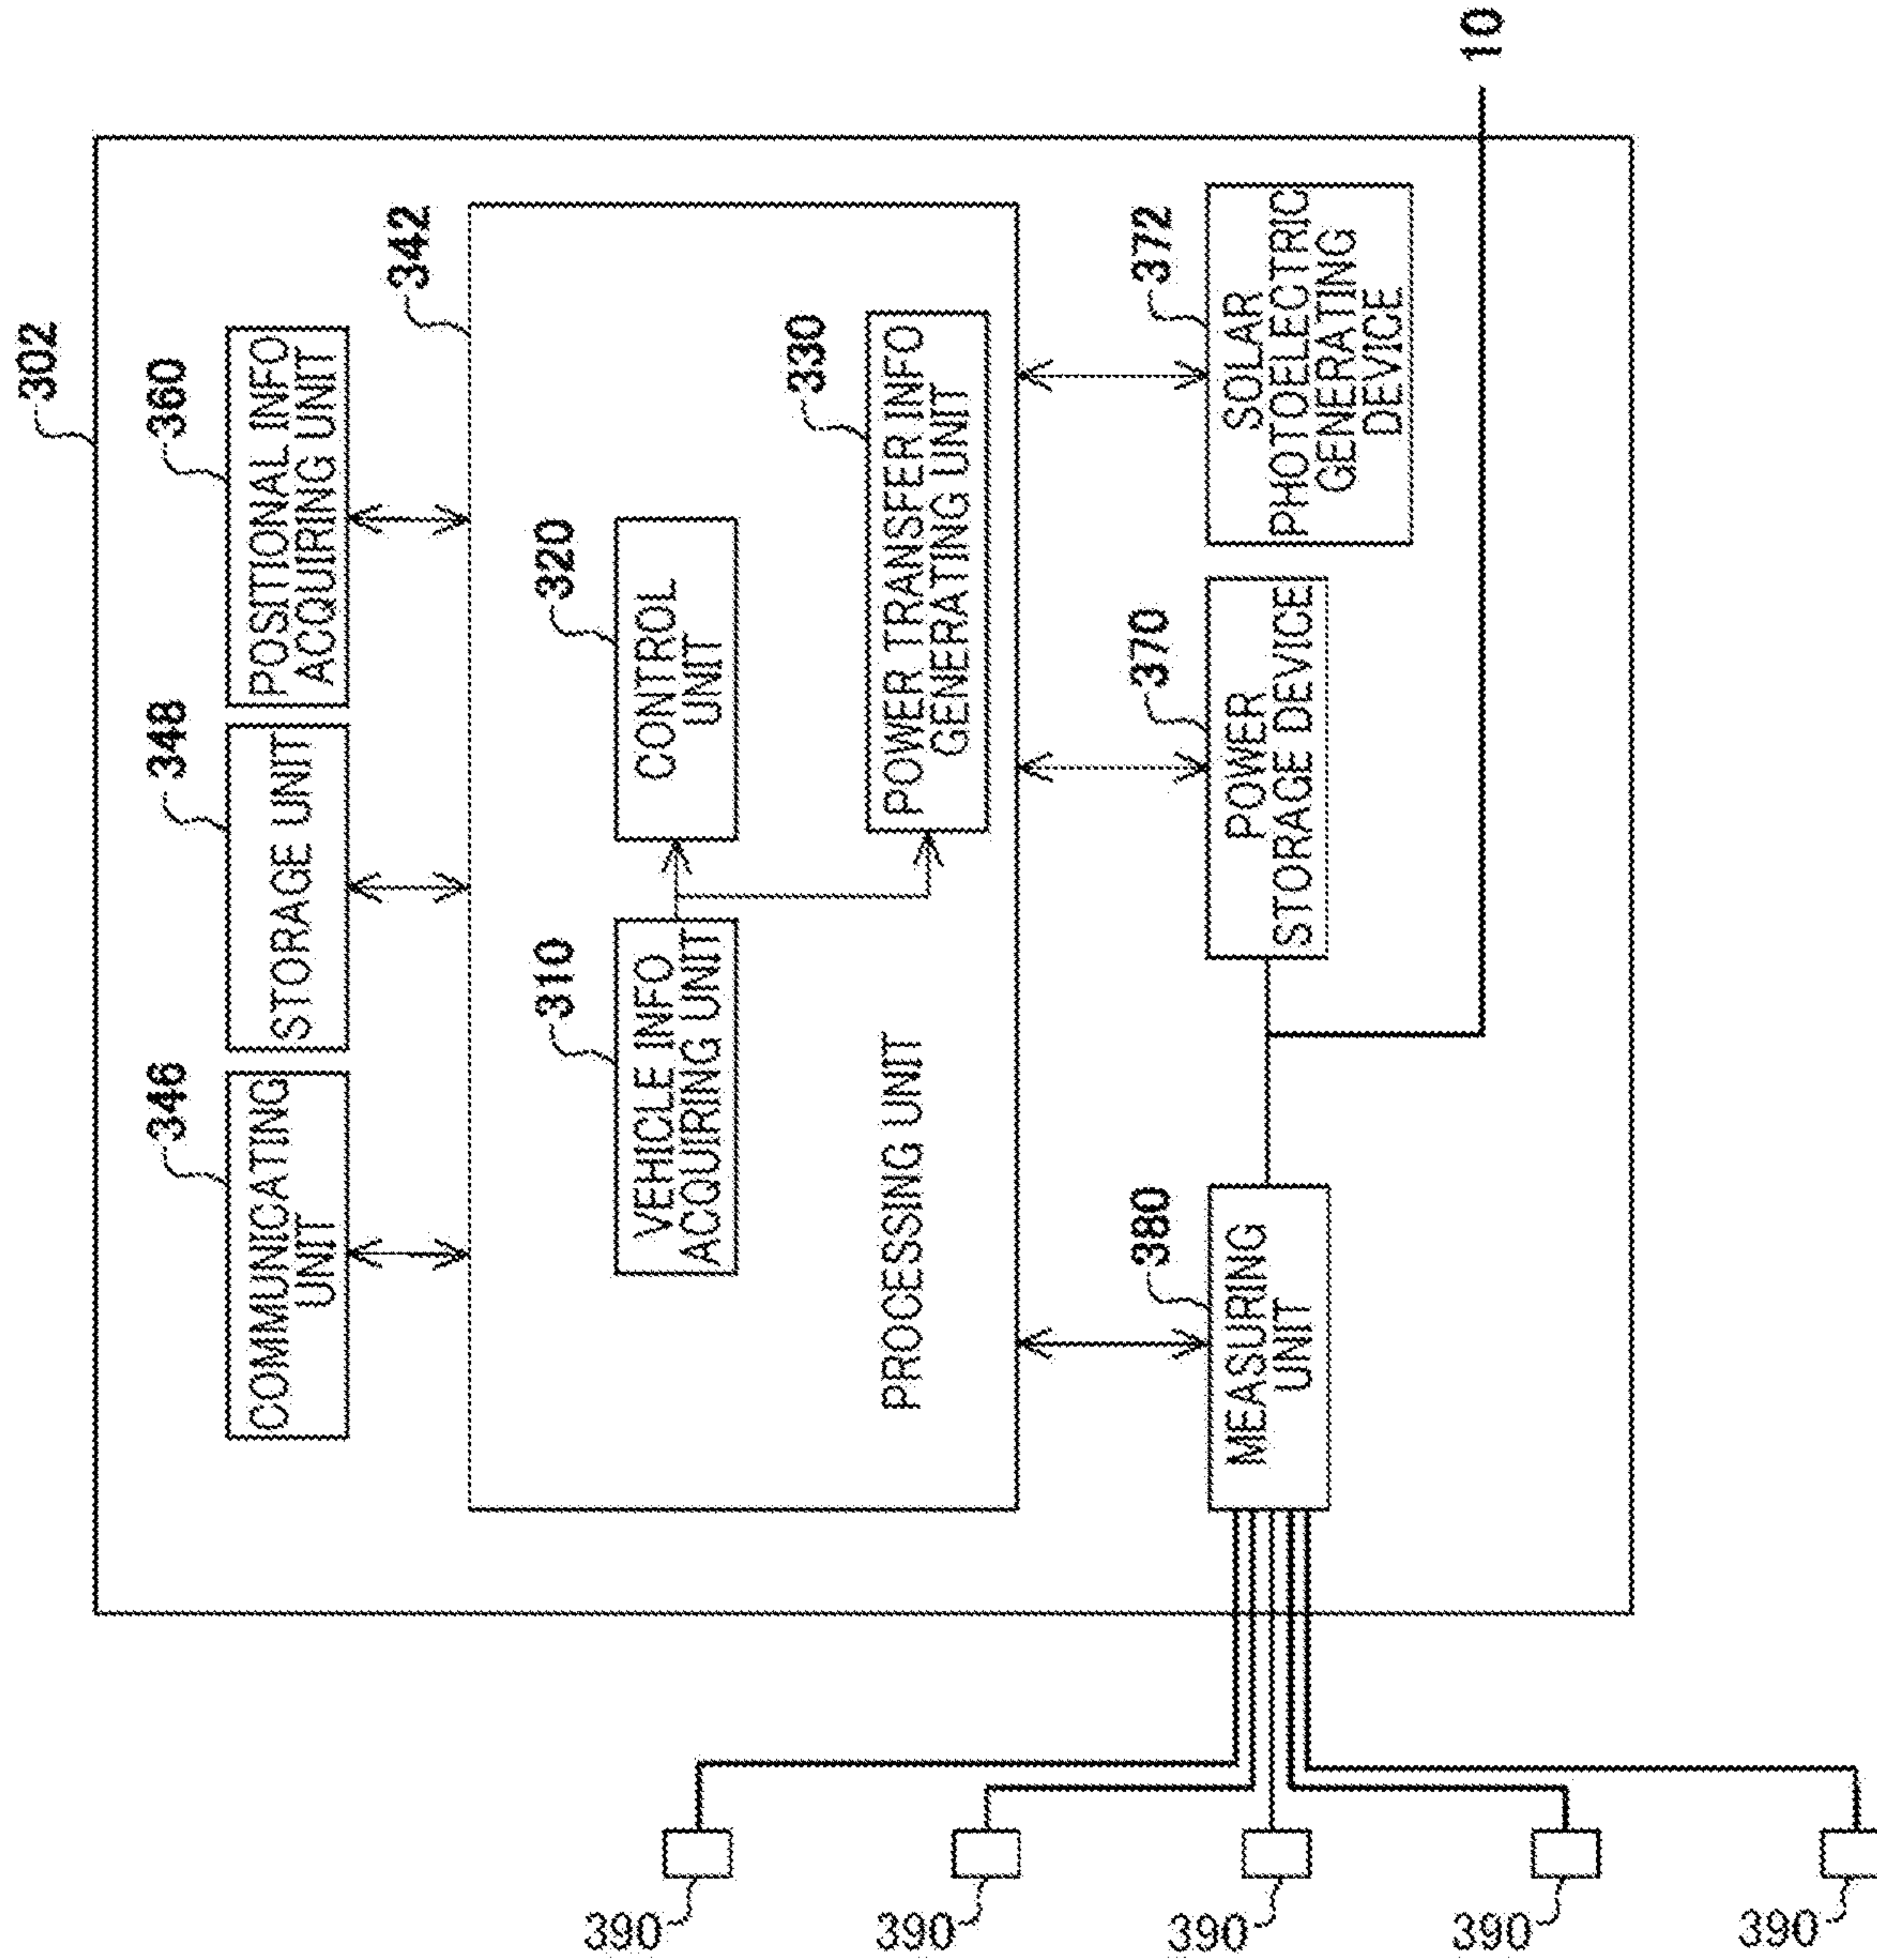 302
346
COMMUNICATING
UNIT
348
STORAGE UNIT
360
POSITIONAL INFO
ACQUIRING UNIT
342
310
VEHICLE INFO
ACQUIRING UNIT
320
CONTROL
UNIT
330
POWER TRANSFER INFO
GENERATING UNIT
PROCESSING UNIT
380
MEASURING
UNIT
370
POWER
STORAGE DEVICE
372
SOLAR
PHOTOELECTRIC
GENERATING
DEVICE
10
390
390
390
390
390